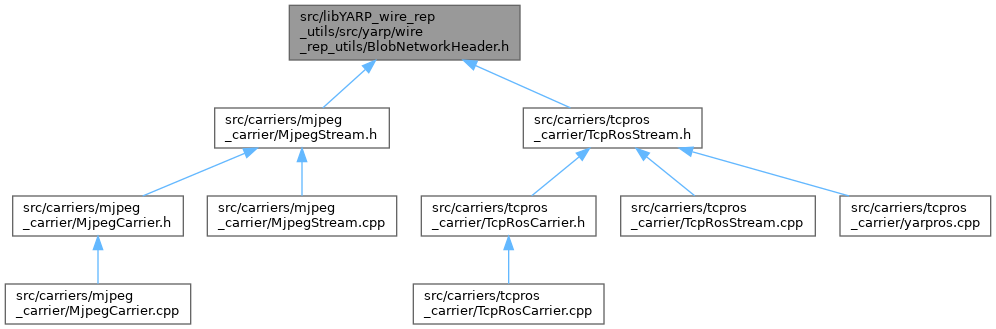 src/libYARP_wire_rep
_utils/src/yarp/wire
_rep_utils/BlobNetworkHeader.h
src/carriers/mjpeg
_carrier/MjpegStream.h
src/carriers/tcpros
_carrier/TcpRosStream.h
src/carriers/mjpeg
_carrier/MjpegCarrier.h
src/carriers/mjpeg
_carrier/MjpegStream.cpp
src/carriers/tcpros
_carrier/TcpRosCarrier.h
src/carriers/tcpros
_carrier/TcpRosStream.cpp
src/carriers/tcpros
_carrier/yarpros.cpp
src/carriers/mjpeg
_carrier/MjpegCarrier.cpp
src/carriers/tcpros
_carrier/TcpRosCarrier.cpp